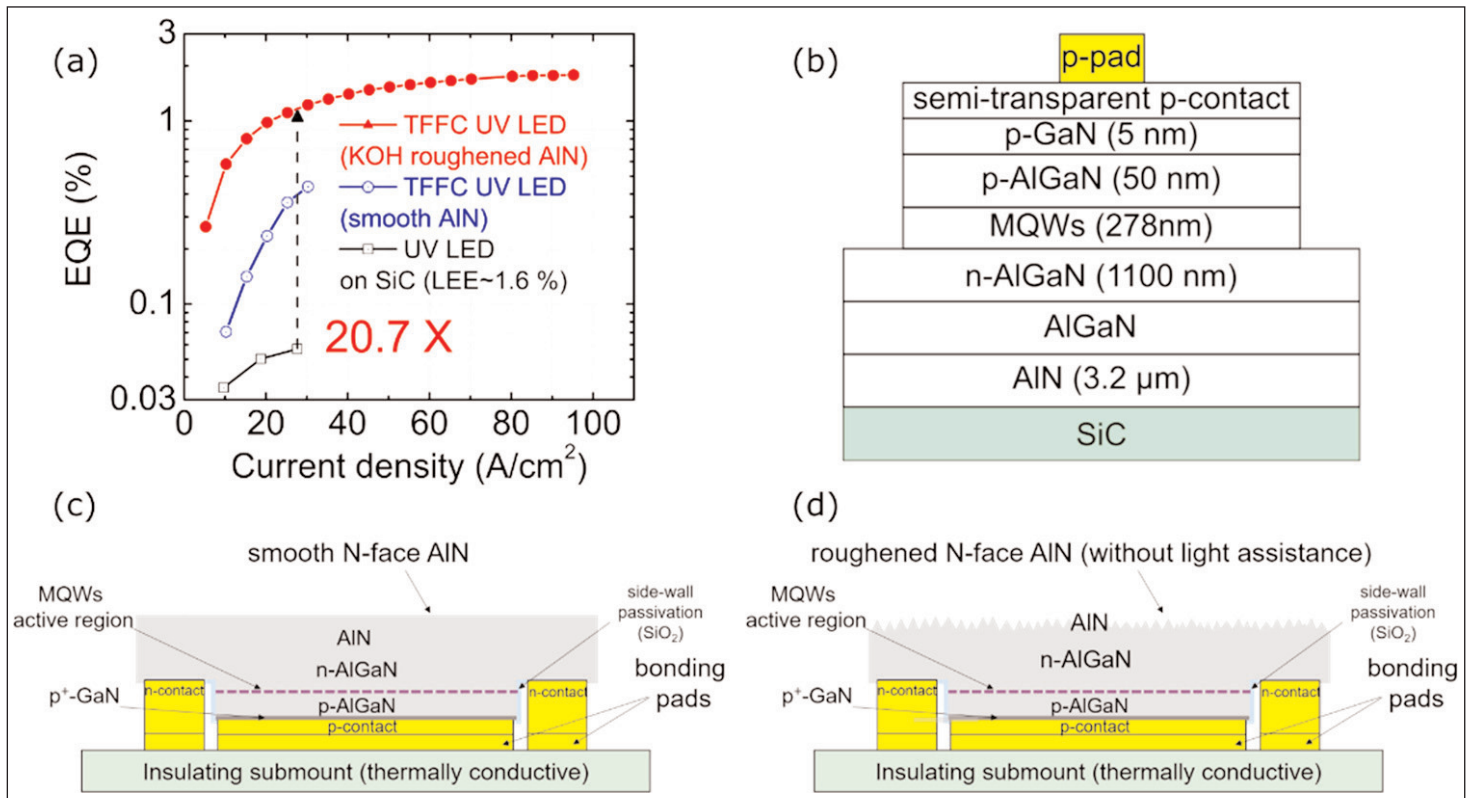 (a)
3
1
0.1
0.03
EQE (%)
TFFC UV LED
(KOH roughened AlN)
TFFC UV LED
(smooth AlN)
UV LED
on SiC (LEE~1.6 %)
20.7 X
0 20 40 60 80 100
Current density (A/cm²)
(b)
p-pad
semi-transparent p-contact
p-GaN (5 nm)
p-AlGaN (50 nm)
MQWs (278nm)
n-AlGaN (1100 nm)
AlGaN
AlN (3.2 µm)
SiC
(c)
smooth N-face AlN
MQWs
active region
side-wall
passivation
(SiO₂)
AlN
n-AlGaN
bonding
pads
p⁺-GaN
n-contact
p-AlGaN
p-contact
n-contact
Insulating submount (thermally conductive)
(d)
roughened N-face AlN (without light assistance)
MQWs
active region
side-wall
passivation
(SiO₂)
AlN
n-AlGaN
bonding
pads
p⁺-GaN
n-contact
p-AlGaN
p-contact
n-contact
Insulating submount (thermally conductive)